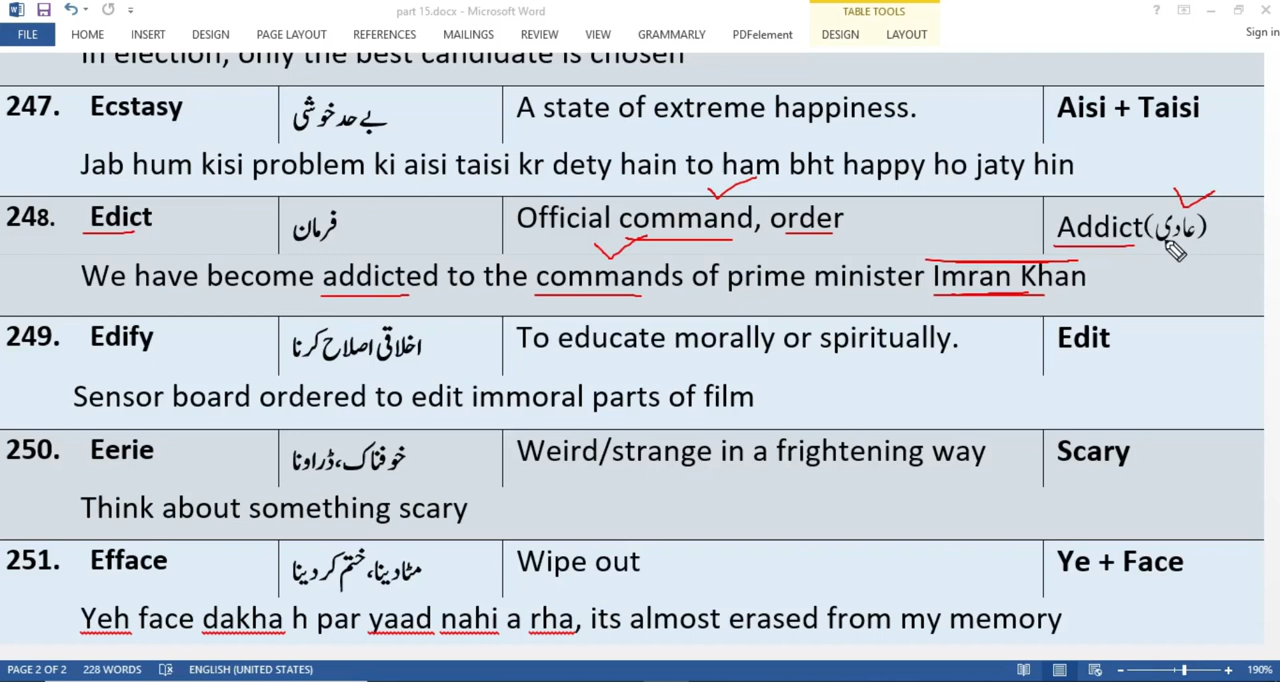 part 15.docx - Microsoft Word
TABLE TOOLS
?
FILE HOME INSERT DESIGN PAGE LAYOUT REFERENCES MAILINGS REVIEW VIEW GRAMMARLY PDFelement DESIGN LAYOUT Sign in
In election, only the best candidate is chosen
247. Ecstasy بے حد خوشی A state of extreme happiness. Aisi + Taisi
Jab hum kisi problem ki aisi taisi kr dety hain to ham bht happy ho jaty hin
248. Edict فرمان Official command, order Addict(عادی)
We have become addicted to the commands of prime minister Imran Khan
249. Edify اخلاقی اصلاح کرنا To educate morally or spiritually. Edit
Sensor board ordered to edit immoral parts of film
250. Eerie خوفناک، ڈراونا Weird/strange in a frightening way Scary
Think about something scary
251. Efface مٹا دینا، ختم کر دینا Wipe out Ye + Face
Yeh face dakha h par yaad nahi a rha, its almost erased from my memory
PAGE 2 OF 2 228 WORDS ENGLISH (UNITED STATES) 190%